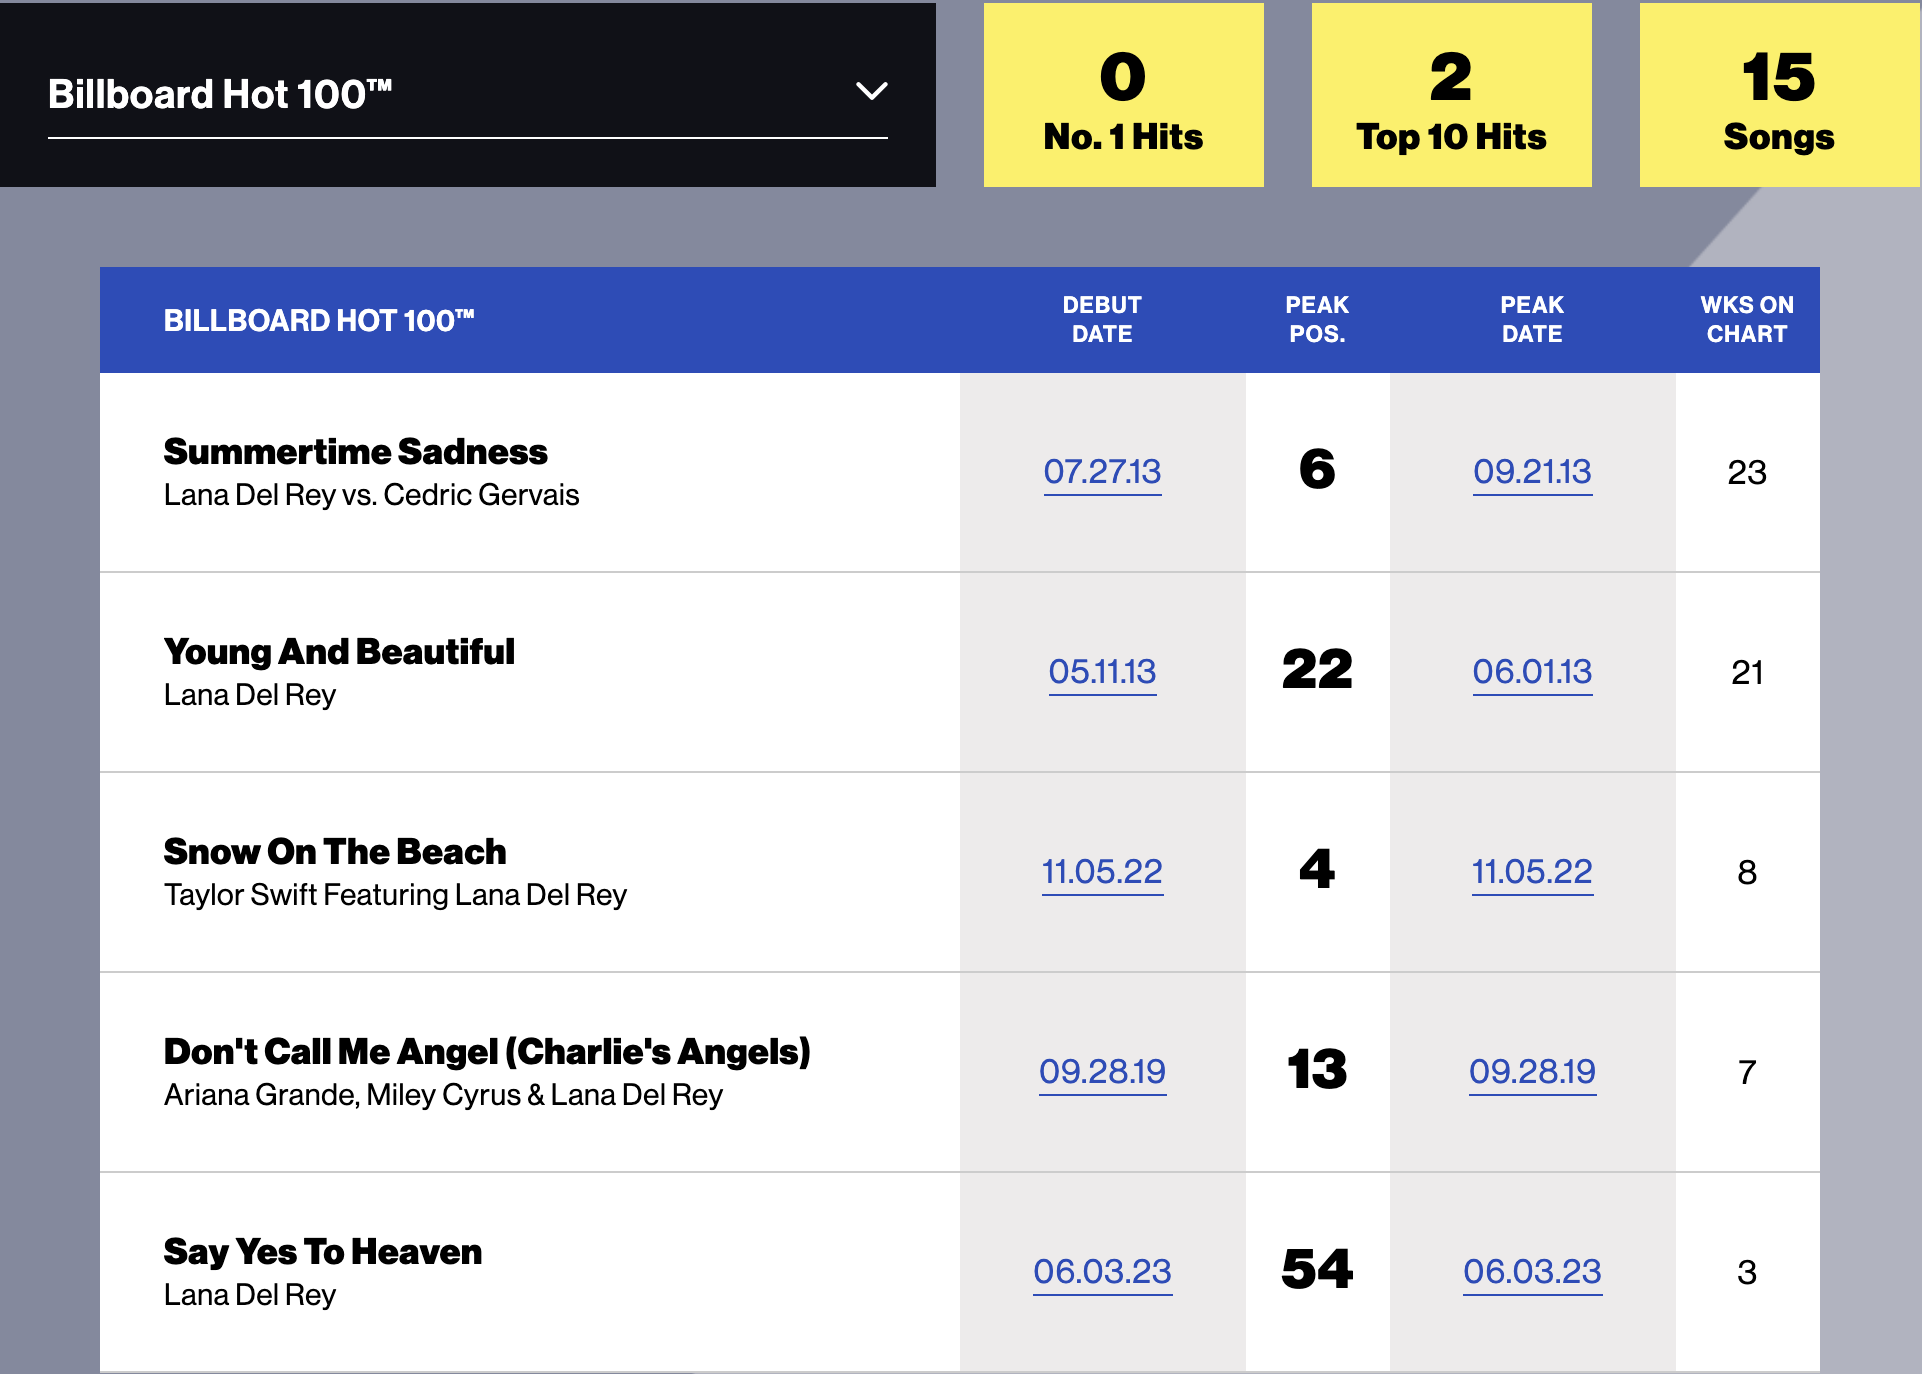 Billboard Hot 100™
0
No. 1 Hits
2
Top 10 Hits
15
Songs
BILLBOARD HOT 100™
DEBUT
DATE
PEAK
POS.
PEAK
DATE
WKS ON
CHART
Summertime Sadness
Lana Del Rey vs. Cedric Gervais
07.27.13
6
09.21.13
23
Young And Beautiful
Lana Del Rey
05.11.13
22
06.01.13
21
Snow On The Beach
Taylor Swift Featuring Lana Del Rey
11.05.22
4
11.05.22
8
Don't Call Me Angel (Charlie's Angels)
Ariana Grande, Miley Cyrus & Lana Del Rey
09.28.19
13
09.28.19
7
Say Yes To Heaven
Lana Del Rey
06.03.23
54
06.03.23
3